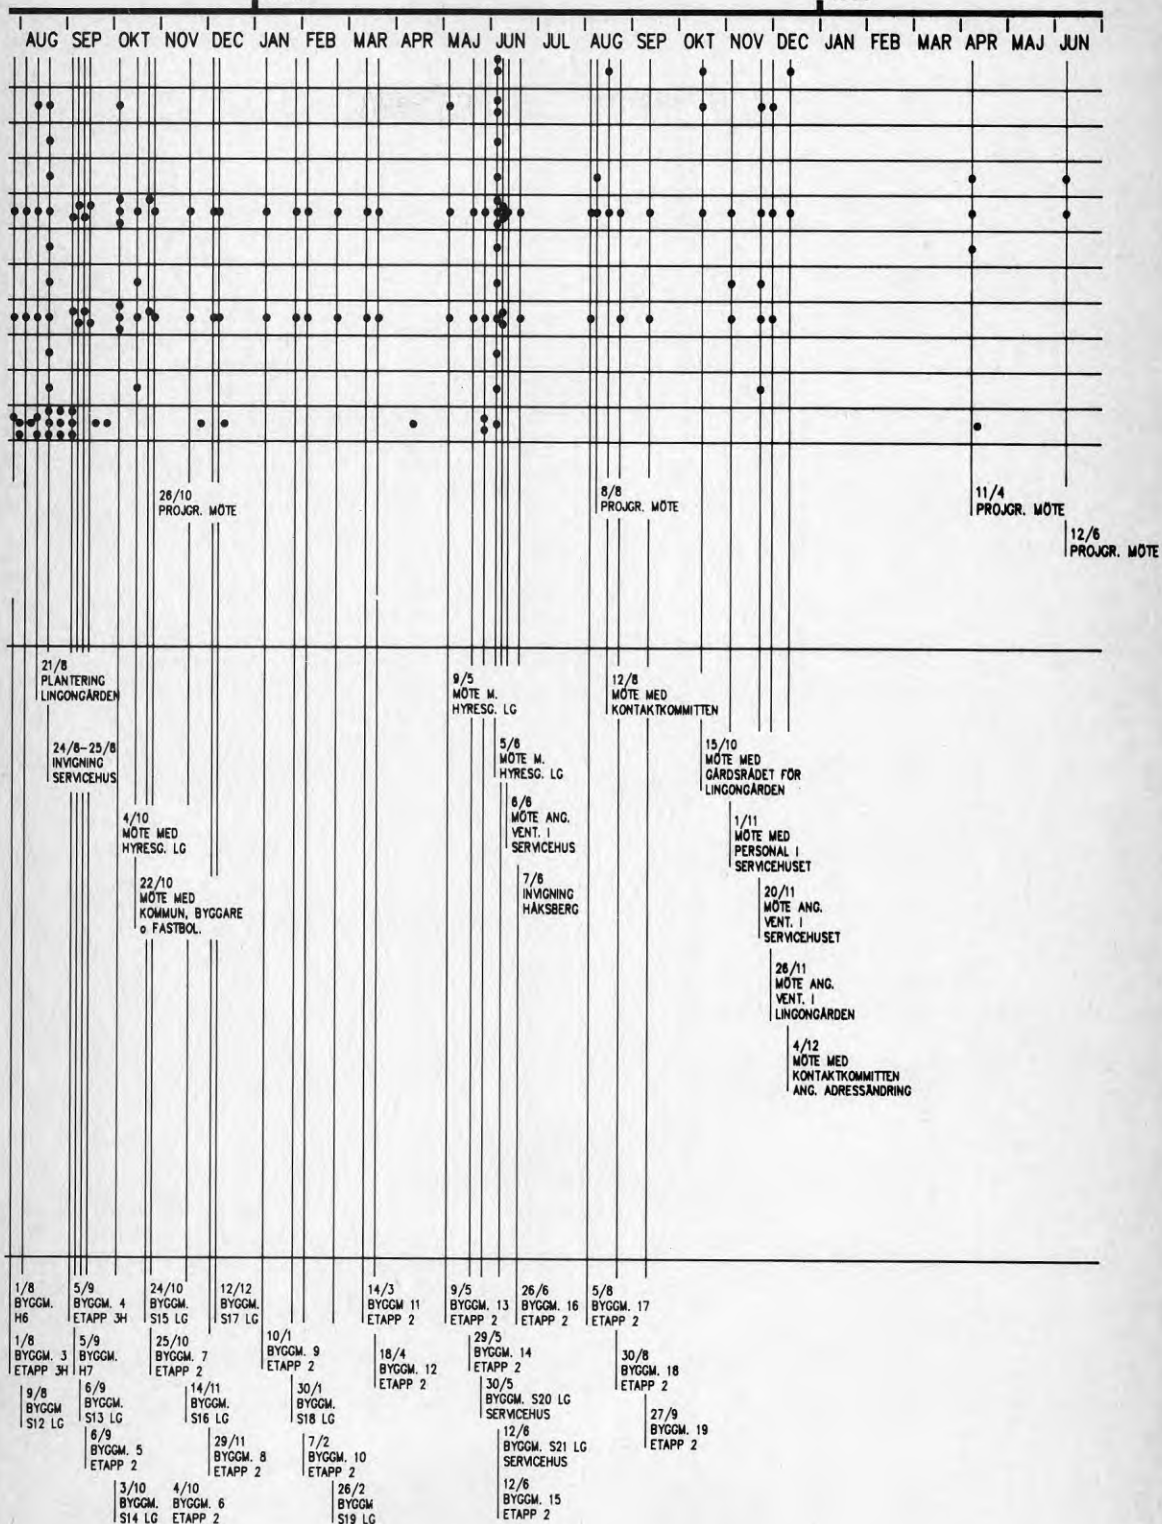 AUG SEP OKT NOV DEC JAN FEB MAR APR MAJ JUN JUL AUG SEP OKT NOV DEC JAN FEB MAR APR MAJ JUN
26/10
PROJGR. MÖTE
8/8
PROJGR. MÖTE
11/4
PROJGR. MÖTE
12/6
PROJGR. MÖTE
21/8
PLANTERING
LINGONGÅRDEN
24/8-25/8
INVIGNING
SERVICEHUS
4/10
MÖTE MED
HYRESG. LG
22/10
MÖTE MED
KOMMUN, BYGGARE
o FASTBOL.
9/5
MÖTE M.
HYRESG. LG
5/6
MÖTE M.
HYRESG. LG
6/6
MÖTE ANG.
VENT. I
SERVICEHUS
7/6
INVIGNING
HÅKSBERG
12/8
MÖTE MED
KONTAKTKOMMITTEN
15/10
MÖTE MED
GÅRDSRÅDET FÖR
LINGONGÅRDEN
1/11
MÖTE MED
PERSONAL I
SERVICEHUSET
20/11
MÖTE ANG.
VENT. I
SERVICEHUSET
26/11
MÖTE ANG.
VENT. I
LINGONGÅRDEN
4/12
MÖTE MED
KONTAKTKOMMITTEN
ANG. ADRESSÄNDRING
1/8
BYGGM.
H6
1/8
BYGGM. 3
ETAPP 3H
9/8
BYGGM
S12 LG
5/9
BYGGM. 4
ETAPP 3H
5/9
BYGGM.
H7
6/9
BYGGM.
S13 LG
6/9
BYGGM. 5
ETAPP 2
3/10
BYGGM.
S14 LG
4/10
BYGGM. 6
ETAPP 2
24/10
BYGGM.
S15 LG
25/10
BYGGM. 7
ETAPP 2
14/11
BYGGM.
S16 LG
29/11
BYGGM. 8
ETAPP 2
12/12
BYGGM.
S17 LG
10/1
BYGGM. 9
ETAPP 2
30/1
BYGGM.
S18 LG
7/2
BYGGM. 10
ETAPP 2
26/2
BYGGM
S19 LG
14/3
BYGGM 11
ETAPP 2
18/4
BYGGM. 12
ETAPP 2
9/5
BYGGM. 13
ETAPP 2
29/5
BYGGM. 14
ETAPP 2
30/5
BYGGM. S20 LG
SERVICEHUS
12/6
BYGGM. S21 LG
SERVICEHUS
12/6
BYGGM. 15
ETAPP 2
26/6
BYGGM. 16
ETAPP 2
5/8
BYGGM. 17
ETAPP 2
30/8
BYGGM. 18
ETAPP 2
27/9
BYGGM. 19
ETAPP 2